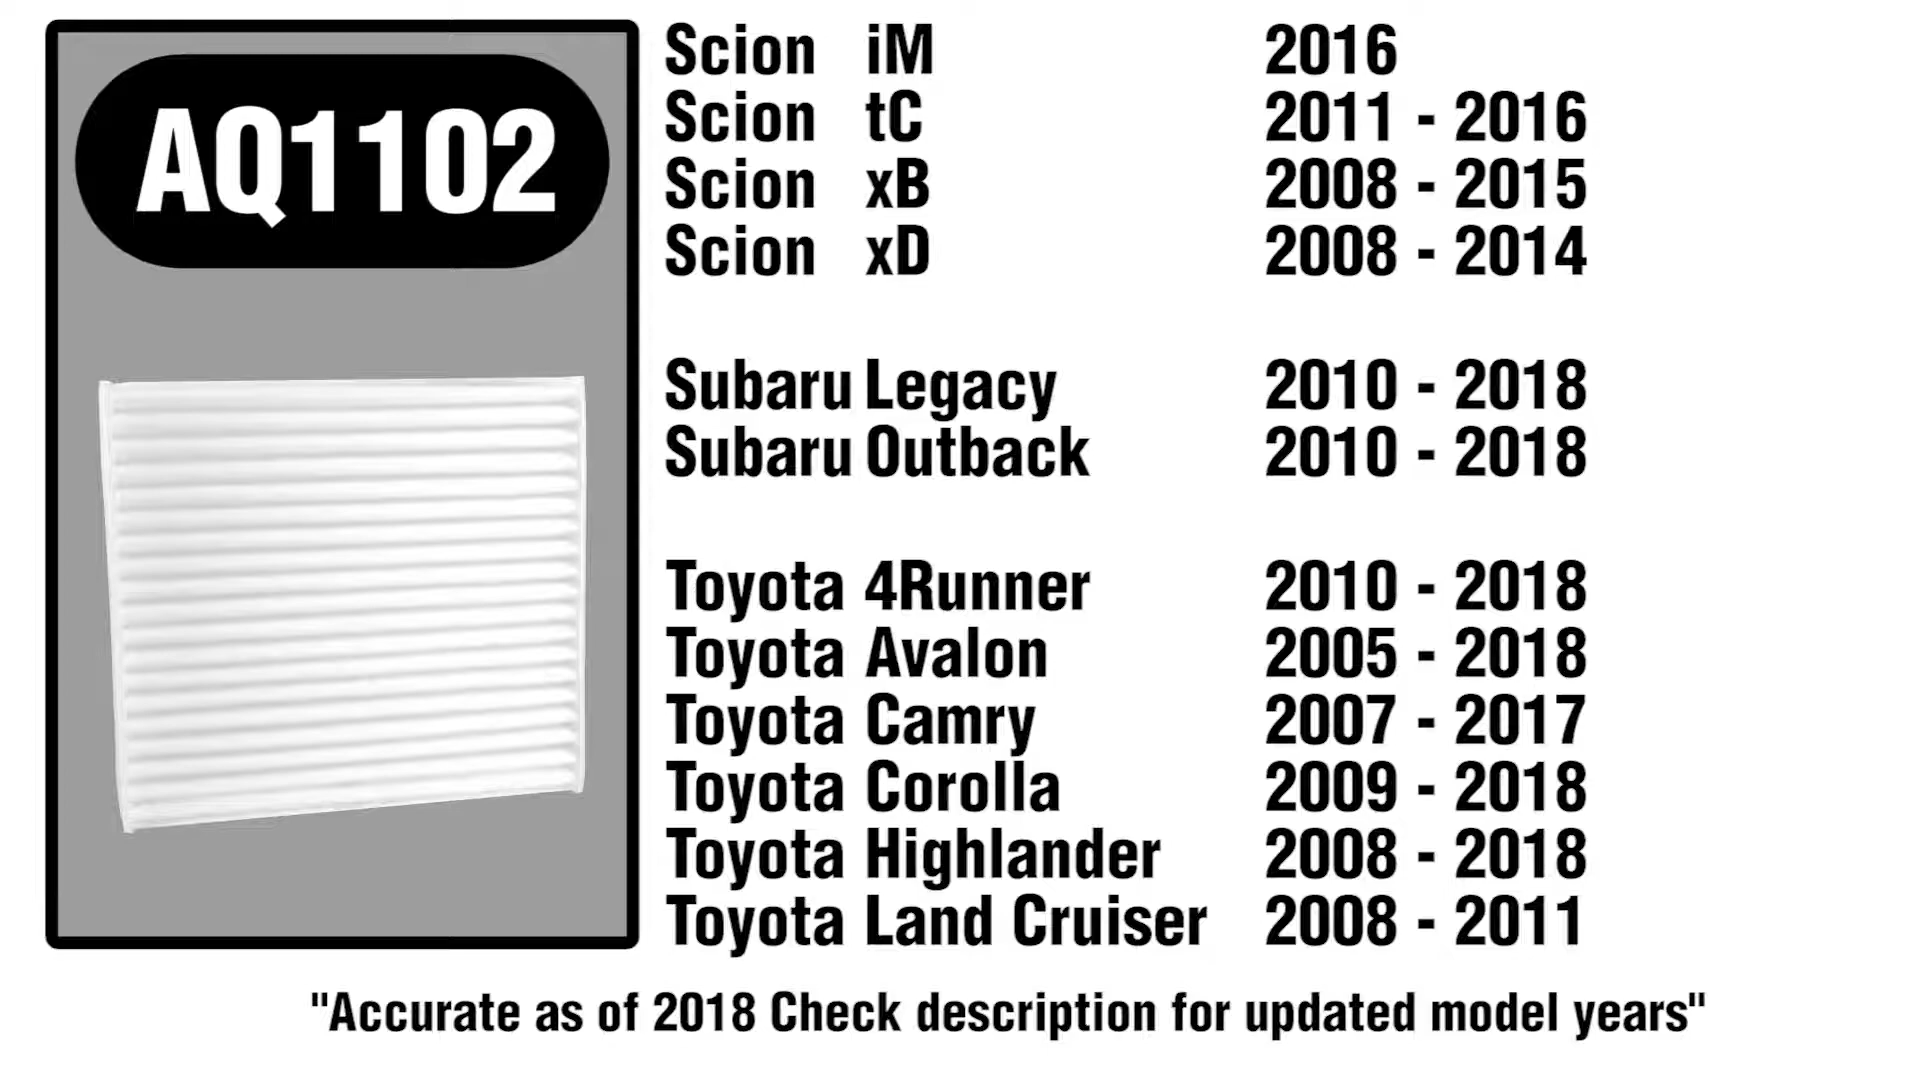 AQ1102
Scion iM 2016
Scion tC 2011 - 2016
Scion xB 2008 - 2015
Scion xD 2008 - 2014
Subaru Legacy 2010 - 2018
Subaru Outback 2010 - 2018
Toyota 4Runner 2010 - 2018
Toyota Avalon 2005 - 2018
Toyota Camry 2007 - 2017
Toyota Corolla 2009 - 2018
Toyota Highlander 2008 - 2018
Toyota Land Cruiser 2008 - 2011
"Accurate as of 2018 Check description for updated model years"